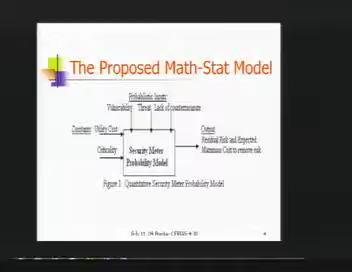 The Proposed Math-Stat Model
Probabilistic Inputs:
Vulnerability Threat Lack of countermeasure
Constants: Utility Cost
Output:
Residual Risk and Expected
Criticality
Security Meter
Minimum Cost to remove risk
Probability Model
Figure 1: Quantitative Security Meter Probability Model